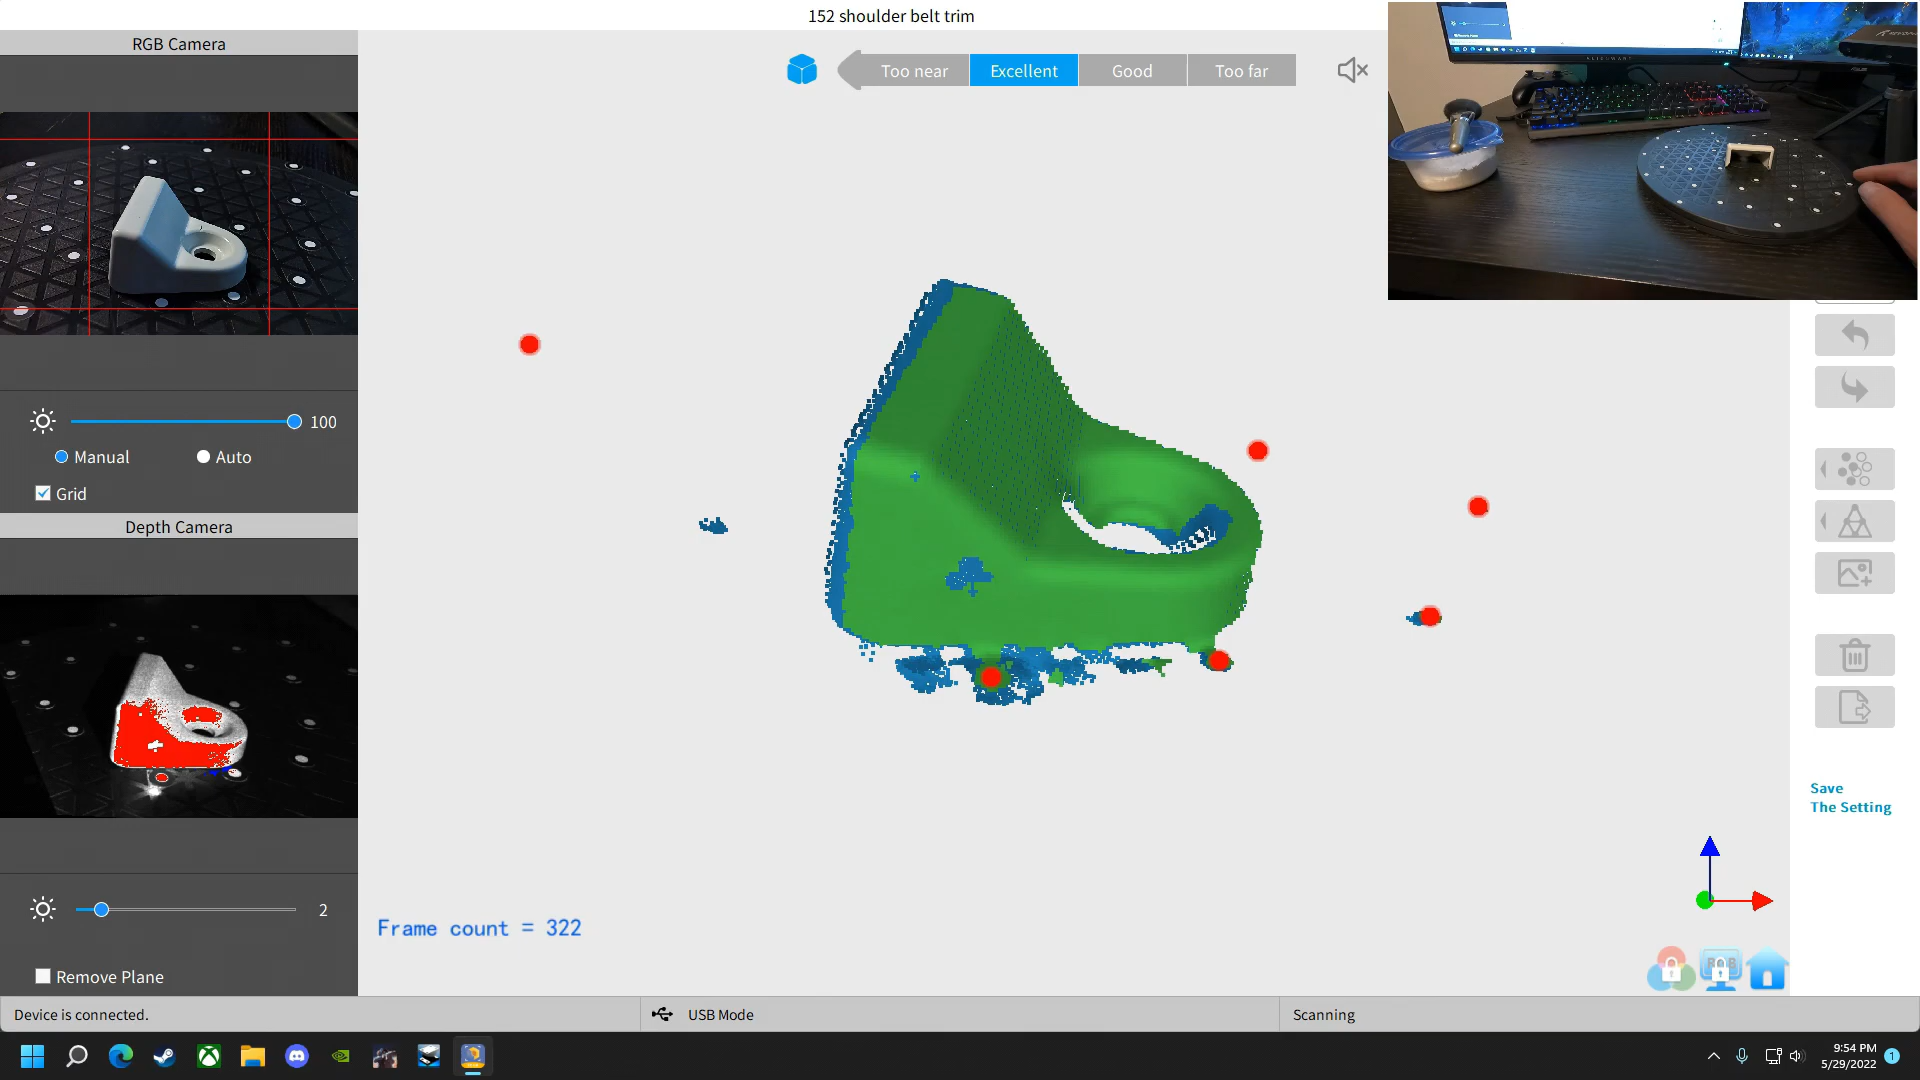 152 shoulder belt trim
RGB Camera
Too near
Excellent
Good
Too far
100
Manual
Auto
Grid
Depth Camera
2
Remove Plane
Frame count = 322
Save
The Setting
Device is connected.
USB Mode
Scanning
9:54 PM
5/29/2022
1
ALIENWARE